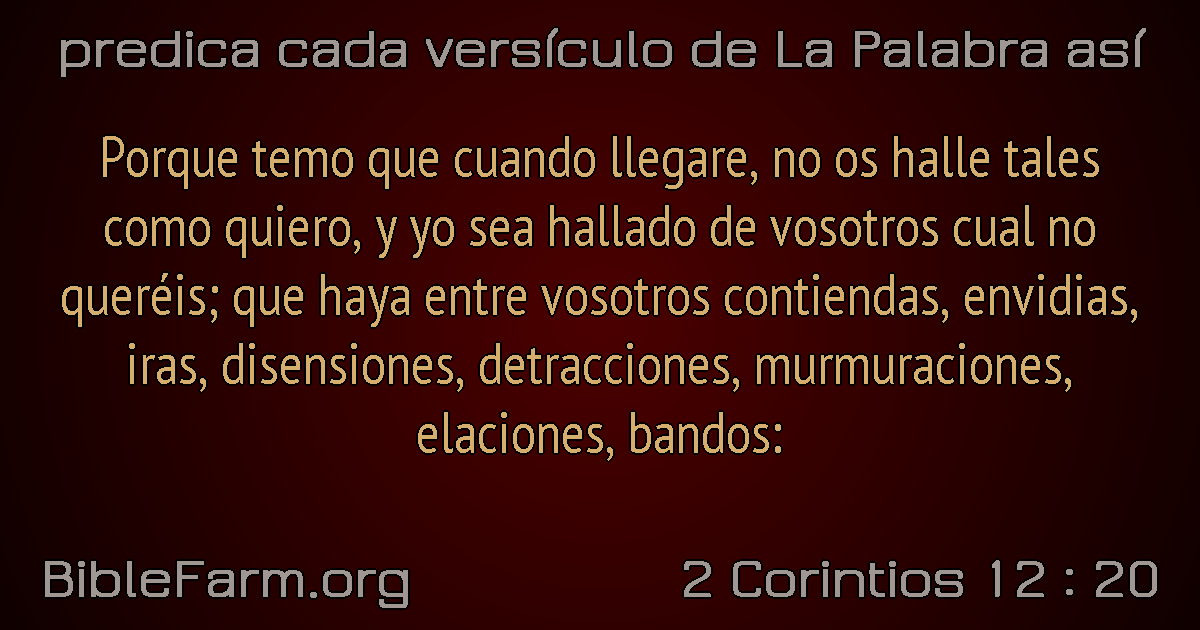 predica cada versículo de La Palabra así
Porque temo que cuando llegare, no os halle tales
como quiero, y yo sea hallado de vosotros cual no
queréis; que haya entre vosotros contiendas, envidias,
iras, disensiones, detracciones, murmuraciones,
elaciones, bandos:
BibleFarm.org
2 Corintios 12 : 20